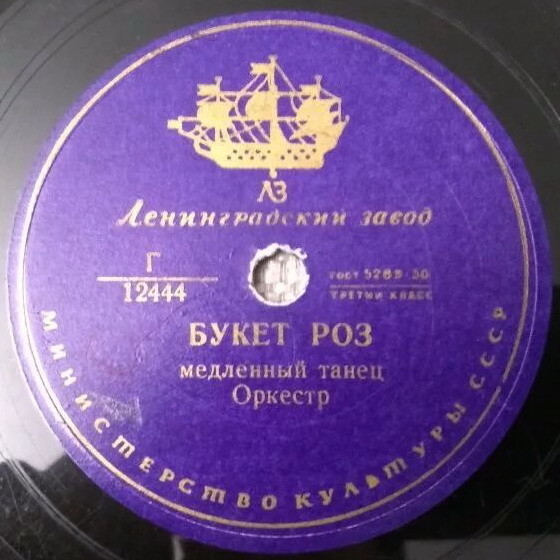 ЛЗ
Ленинградский завод
Г
12444
ГОСТ 5289-50
ТРЕТИЙ КЛАСС
БУКЕТ РОЗ
медленный танец
Оркестр
МИНИСТЕРСТВО КУЛЬТУРЫ СССР